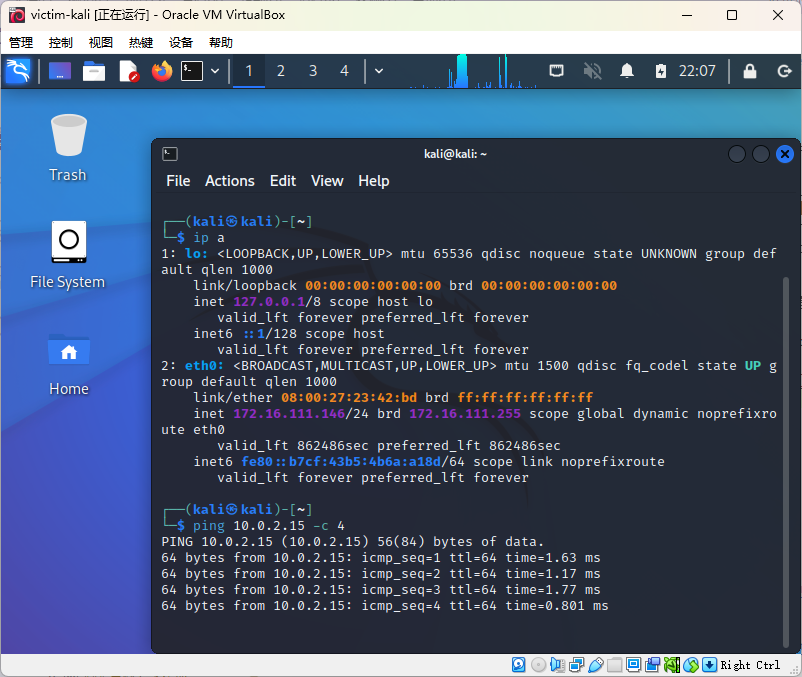 victim-kali [正在运行] - Oracle VM VirtualBox
管理 控制 视图 热键 设备 帮助
1 2 3 4 22:07
Trash
File System
Home
kali@kali: ~
File Actions Edit View Help
┌──(kali㉿kali)-[~]
└─$ ip a
1: lo: <LOOPBACK,UP,LOWER_UP> mtu 65536 qdisc noqueue state UNKNOWN group def
ault qlen 1000
link/loopback 00:00:00:00:00:00 brd 00:00:00:00:00:00
inet 127.0.0.1/8 scope host lo
valid_lft forever preferred_lft forever
inet6 ::1/128 scope host
valid_lft forever preferred_lft forever
2: eth0: <BROADCAST,MULTICAST,UP,LOWER_UP> mtu 1500 qdisc fq_codel state UP g
roup default qlen 1000
link/ether 08:00:27:23:42:bd brd ff:ff:ff:ff:ff:ff
inet 172.16.111.146/24 brd 172.16.111.255 scope global dynamic noprefixro
ute eth0
valid_lft 862486sec preferred_lft 862486sec
inet6 fe80::b7cf:43b5:4b6a:a18d/64 scope link noprefixroute
valid_lft forever preferred_lft forever
┌──(kali㉿kali)-[~]
└─$ ping 10.0.2.15 -c 4
PING 10.0.2.15 (10.0.2.15) 56(84) bytes of data.
64 bytes from 10.0.2.15: icmp_seq=1 ttl=64 time=1.63 ms
64 bytes from 10.0.2.15: icmp_seq=2 ttl=64 time=1.17 ms
64 bytes from 10.0.2.15: icmp_seq=3 ttl=64 time=1.77 ms
64 bytes from 10.0.2.15: icmp_seq=4 ttl=64 time=0.801 ms
Right Ctrl